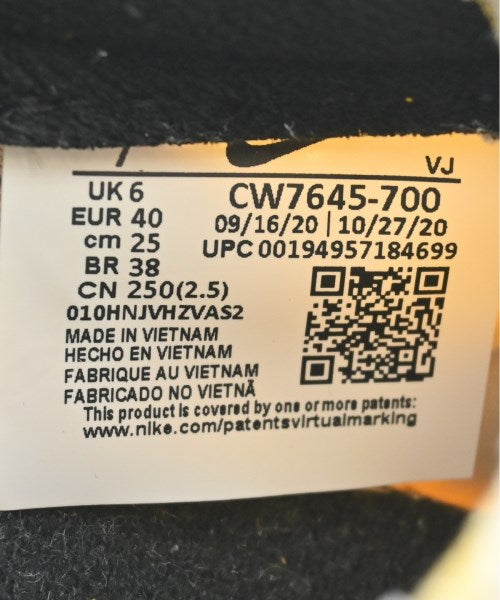 VJ
UK 6
EUR 40
cm 25
BR 38
CN 250(2.5)
010HNJVHZVAS2
CW7645-700
09/16/20 | 10/27/20
UPC 00194957184699
MADE IN VIETNAM
HECHO EN VIETNAM
FABRIQUE AU VIETNAM
FABRICADO NO VIETNÃ
This product is covered by one or more patents:
www.nike.com/patentsvirtualmarking